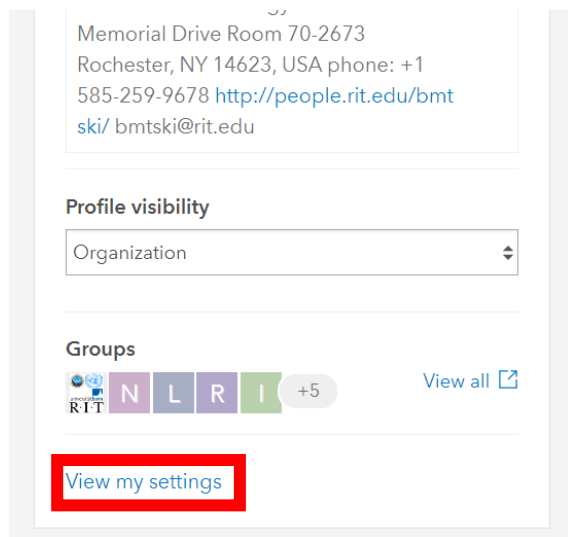 Memorial Drive Room 70-2673
Rochester, NY 14623, USA phone: +1
585-259-9678 http://people.rit.edu/bmt
ski/ bmtski@rit.edu
Profile visibility
Organization
Groups
R·I·T N L R I +5 View all
View my settings